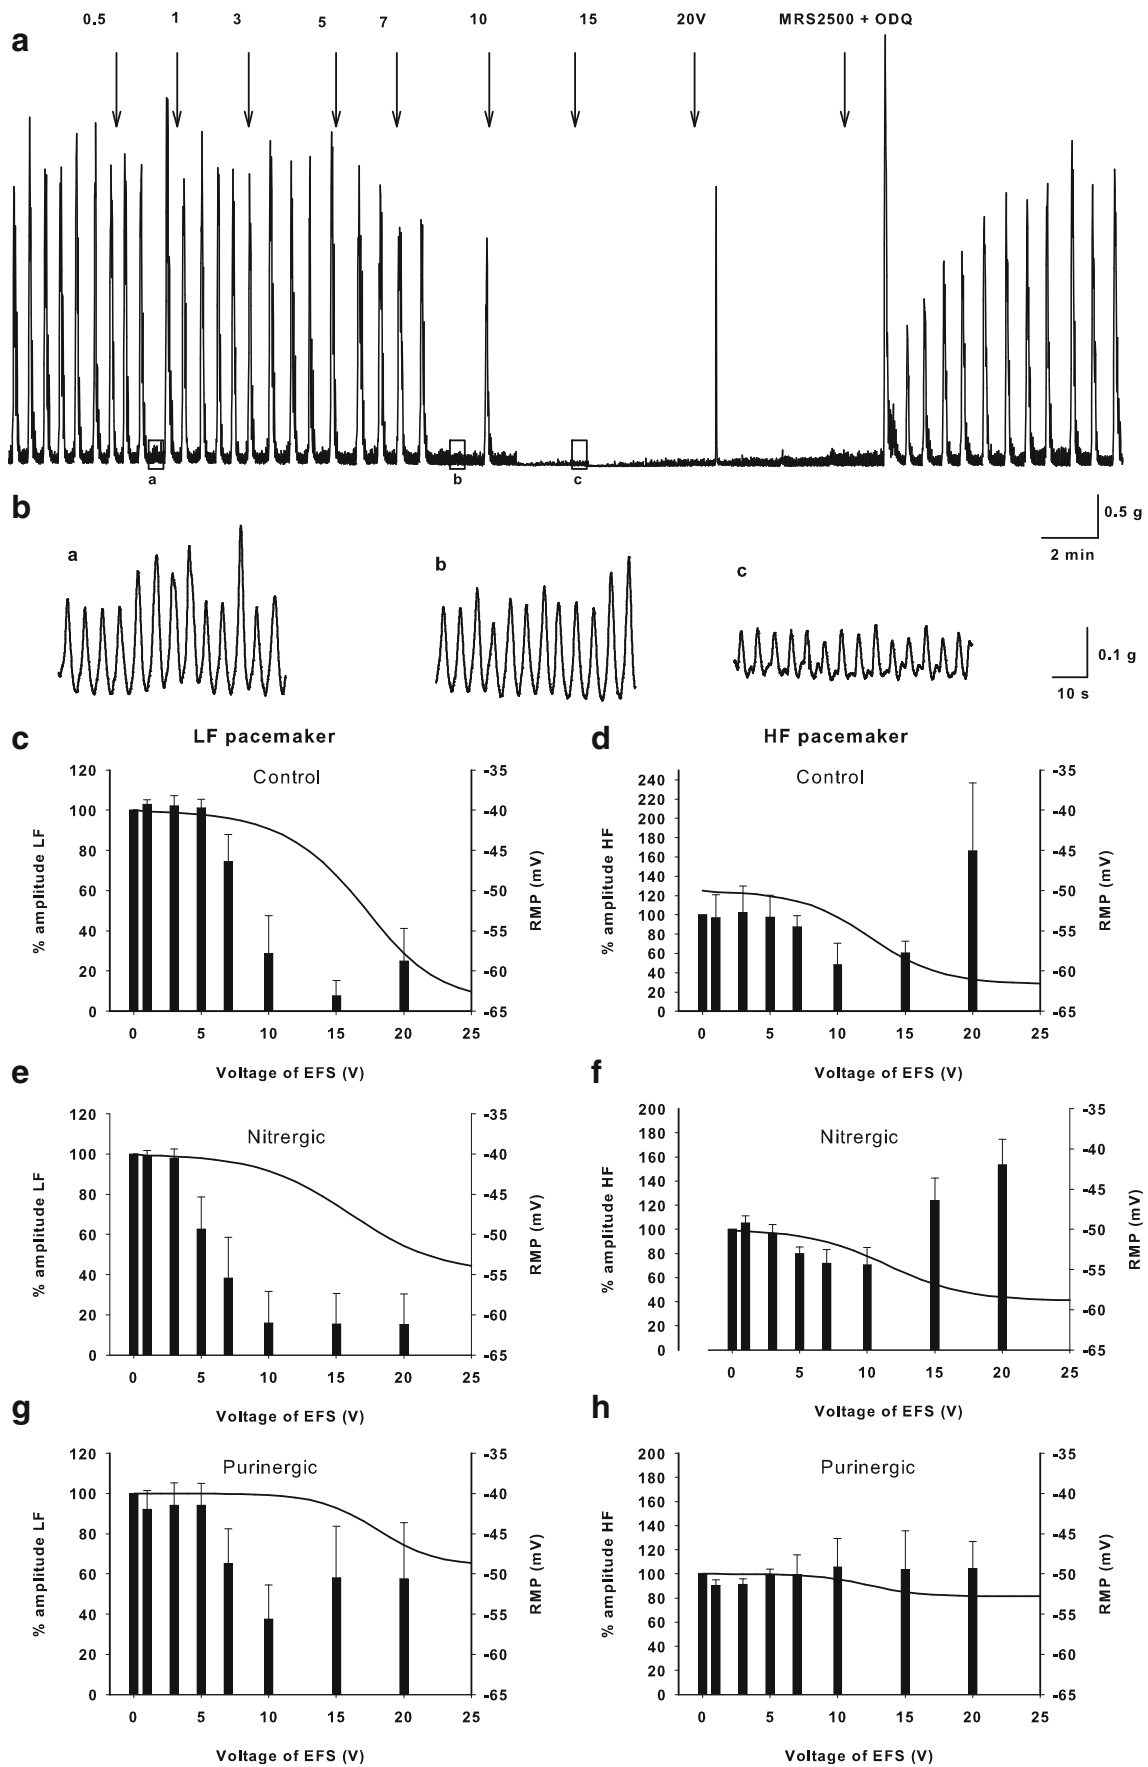 a
0.5 1 3 5 7 10 15 20V MRS2500 + ODQ
a b c
b
0.5 g
2 min
a
b
c
0.1 g
10 s
c LF pacemaker
Control
120
100
80
60
40
20
0
% amplitude LF
-35
-40
-45
-50
-55
-60
-65
RMP (mV)
0 5 10 15 20 25
Voltage of EFS (V)
d HF pacemaker
Control
240
220
200
180
160
140
120
100
80
60
40
20
0
% amplitude HF
-35
-40
-45
-50
-55
-60
-65
RMP (mV)
0 5 10 15 20 25
Voltage of EFS (V)
e
Nitrergic
120
100
80
60
40
20
0
% amplitude LF
-35
-40
-45
-50
-55
-60
-65
RMP (mV)
0 5 10 15 20 25
Voltage of EFS (V)
f
Nitrergic
200
180
160
140
120
100
80
60
40
20
0
% amplitude HF
-35
-40
-45
-50
-55
-60
-65
RMP (mV)
0 5 10 15 20 25
Voltage of EFS (V)
g
Purinergic
120
100
80
60
40
20
0
% amplitude LF
-35
-40
-45
-50
-55
-60
-65
RMP (mV)
0 5 10 15 20 25
Voltage of EFS (V)
h
Purinergic
200
180
160
140
120
100
80
60
40
20
0
% amplitude HF
-35
-40
-45
-50
-55
-60
-65
RMP (mV)
0 5 10 15 20 25
Voltage of EFS (V)